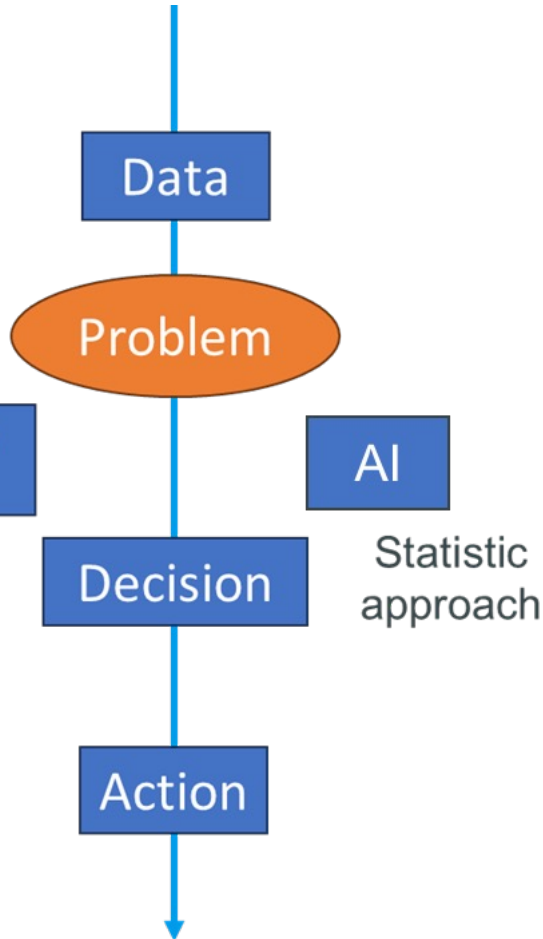 Data
Problem
AI
Statistic
approach
Decision
Action